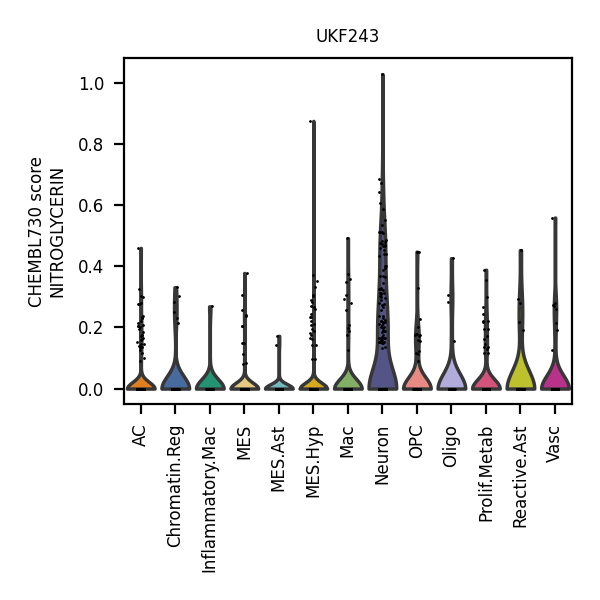 UKF243
CHEMBL730 score
NITROGLYCERIN
1.0
0.8
0.6
0.4
0.2
0.0
AC
Chromatin.Reg
Inflammatory.Mac
MES
MES.Ast
MES.Hyp
Mac
Neuron
OPC
Oligo
Prolif.Metab
Reactive.Ast
Vasc